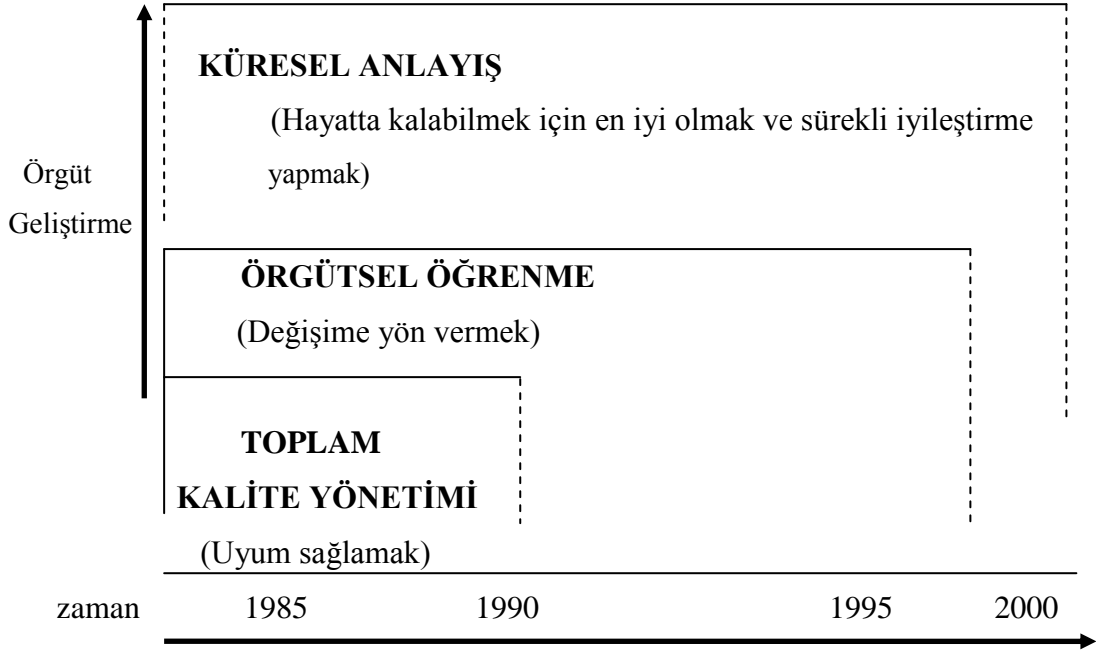 KÜRESEL ANLAYIŞ
(Hayatta kalabilmek için en iyi olmak ve sürekli iyileştirme
yapmak)
Örgüt
Geliştirme
ÖRGÜTSEL ÖĞRENME
(Değişime yön vermek)
TOPLAM
KALİTE YÖNETİMİ
(Uyum sağlamak)
zaman 1985 1990 1995 2000